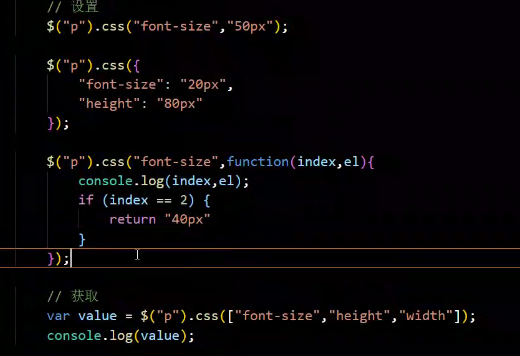 // 设置
$("p").css("font-size","50px");
$("p").css({
"font-size": "20px",
"height": "80px"
});
$("p").css("font-size",function(index,el){
console.log(index,el);
if (index == 2) {
return "40px"
}
});
// 获取
var value = $("p").css(["font-size","height","width"]);
console.log(value);